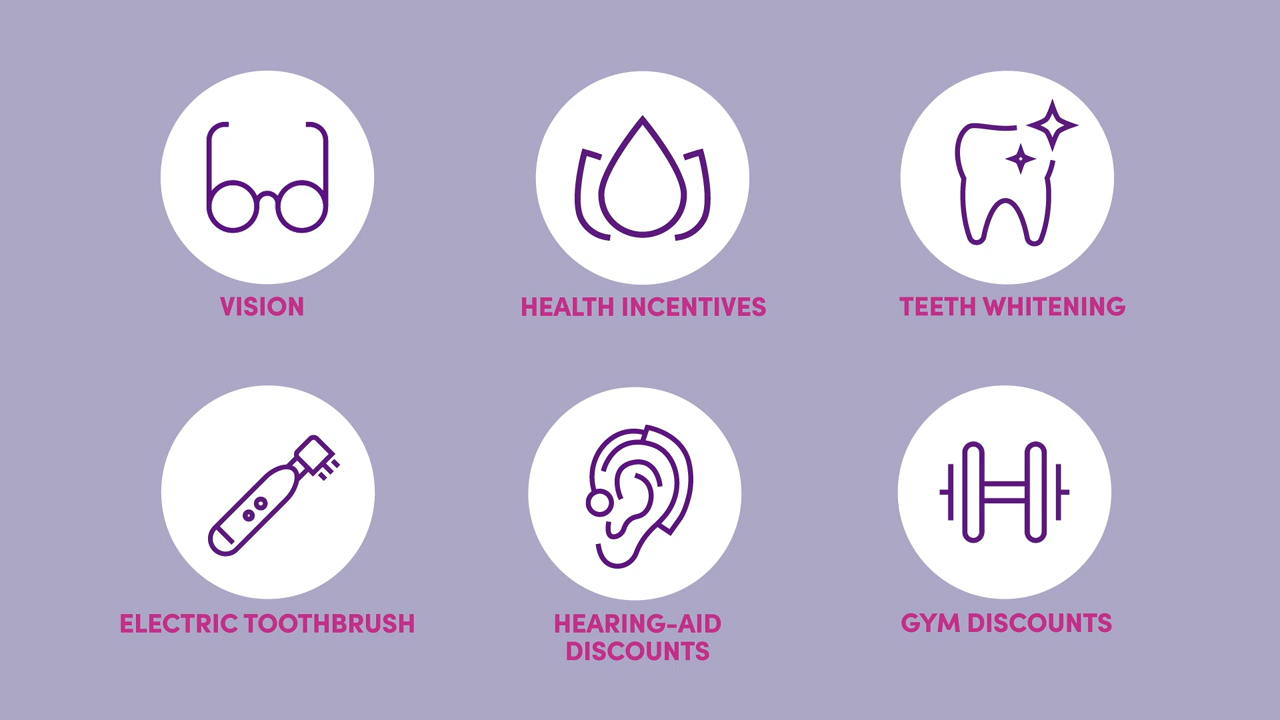 VISION
HEALTH INCENTIVES
TEETH WHITENING
ELECTRIC TOOTHBRUSH
HEARING-AID
DISCOUNTS
GYM DISCOUNTS